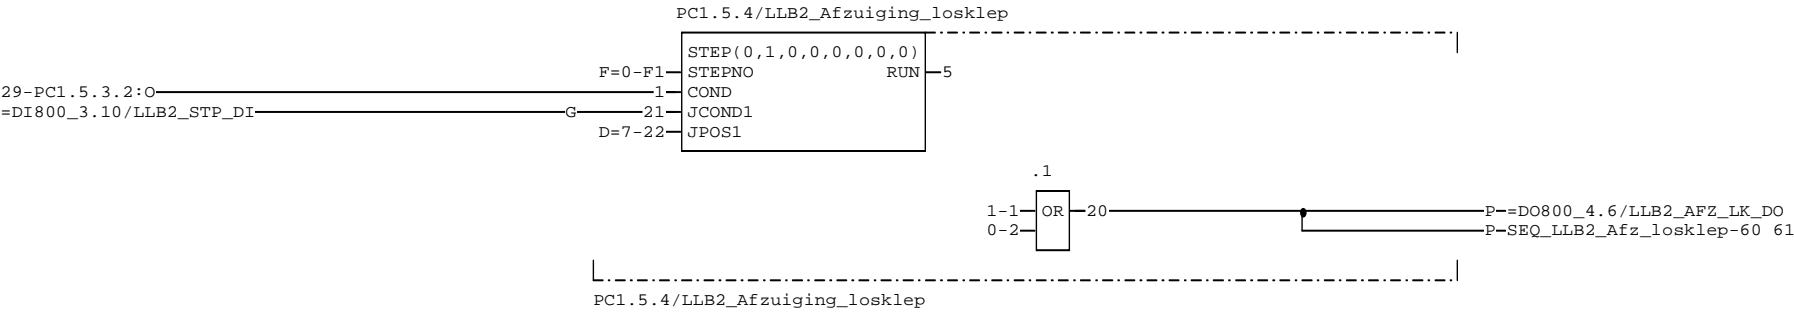 PC1.5.4/LLB2_Afzuiging_losklep
STEP(0,1,0,0,0,0,0,0)
F=0-F1 STEPNO RUN 5
29-PC1.5.3.2:O 1 COND
=DI800_3.10/LLB2_STP_DI G 21 JCOND1
D=7-22 JPOS1
.1
1-1 OR 20 P =DO800_4.6/LLB2_AFZ_LK_DO
0-2 P SEQ_LLB2_Afz_losklep-60 61
PC1.5.4/LLB2_Afzuiging_losklep